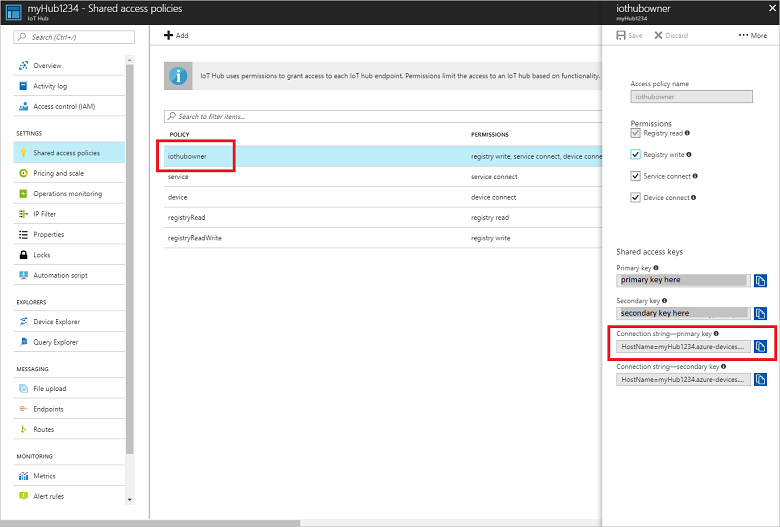 myHub1234 - Shared access policies
IoT Hub
Search (Ctrl+/)
Overview
Activity log
Access control (IAM)
SETTINGS
Shared access policies
Pricing and scale
Operations monitoring
IP Filter
Properties
Locks
Automation script
EXPLORERS
Device Explorer
Query Explorer
MESSAGING
File upload
Endpoints
Routes
MONITORING
Metrics
Alert rules
Add
IoT Hub uses permissions to grant access to each IoT hub endpoint. Permissions limit the access to an IoT hub based on functionality.
Search to filter items...
POLICY PERMISSIONS
iothubowner registry write, service connect, device conne
service service connect
device device connect
registryRead registry read
registryReadWrite registry write
iothubowner
myHub1234
Save Discard ••• More
Access policy name
iothubowner
Permissions
Registry read
Registry write
Service connect
Device connect
Shared access keys
Primary key
primary key here
Secondary key
secondary key here
Connection string—primary key
HostName=myHub1234.azure-devices....
Connection string—secondary key
HostName=myHub1234.azure-devices....